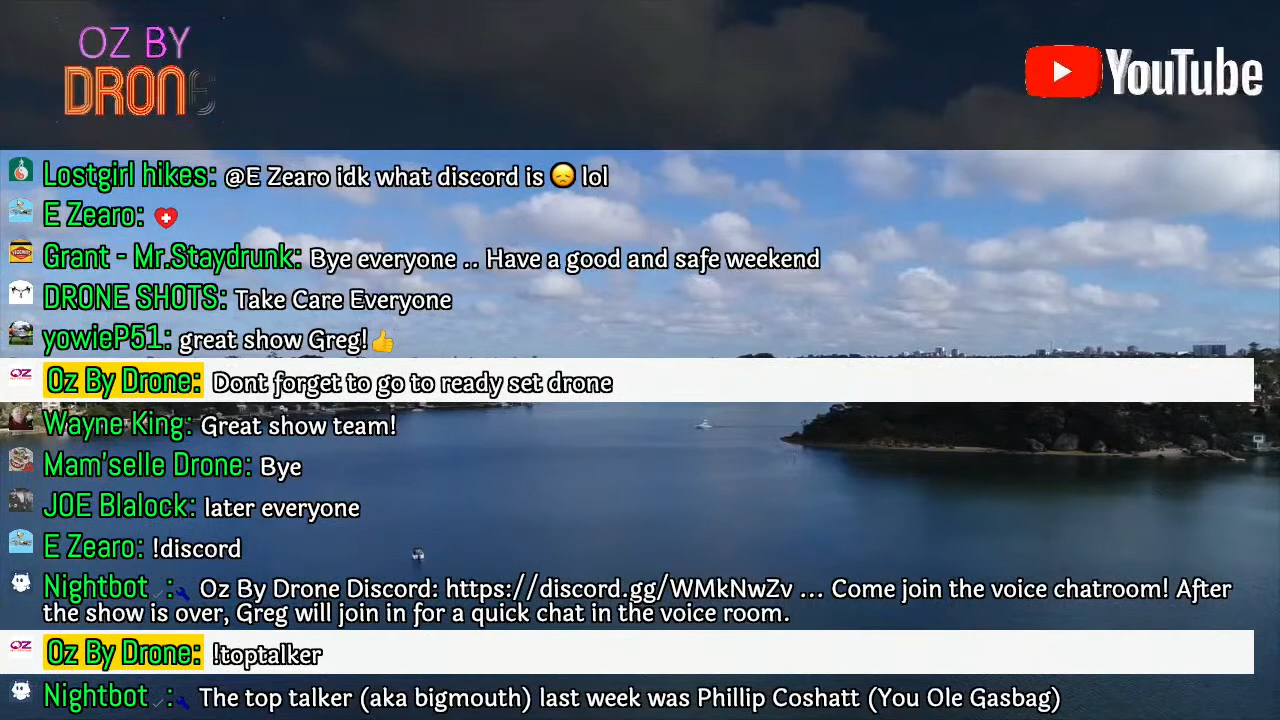 OZ BY
DRONE
YouTube
Lostgirl hikes: @E Zearo idk what discord is 😞 lol
E Zearo:
Grant - Mr.Staydrunk: Bye everyone .. Have a good and safe weekend
DRONE SHOTS: Take Care Everyone
yowieP51: great show Greg!👍
Oz By Drone: Dont forget to go to ready set drone
Wayne King: Great show team!
Mam'selle Drone: Bye
JOE Blalock: later everyone
E Zearo: !discord
Nightbot : Oz By Drone Discord: https://discord.gg/WMkNwZv ... Come join the voice chatroom! After
the show is over, Greg will join in for a quick chat in the voice room.
Oz By Drone: !toptalker
Nightbot : The top talker (aka bigmouth) last week was Phillip Coshatt (You Ole Gasbag)